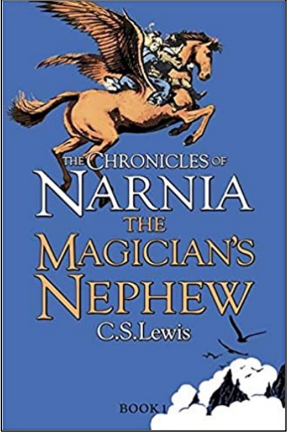 THE CHRONICLES OF
NARNIA
THE
MAGICIAN'S
NEPHEW
C.S.Lewis
BOOK 1